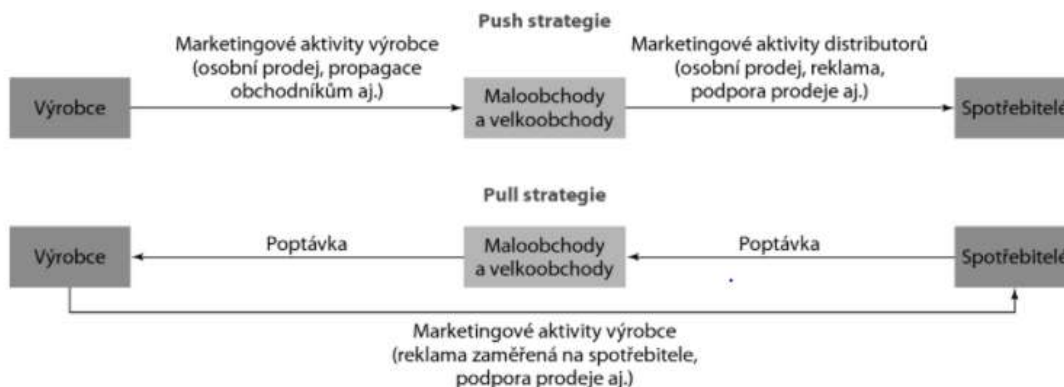 Push strategie
Marketingové aktivity výrobce
(osobní prodej, propagace
obchodníkům aj.)
Marketingové aktivity distributorů
(osobní prodej, reklama,
podpora prodeje aj.)
Výrobce
Maloobchody
a velkoobchody
Spotřebitelé
Pull strategie
Výrobce
Poptávka
Maloobchody
a velkoobchody
Poptávka
Spotřebitelé
Marketingové aktivity výrobce
(reklama zaměřená na spotřebitele,
podpora prodeje aj.)